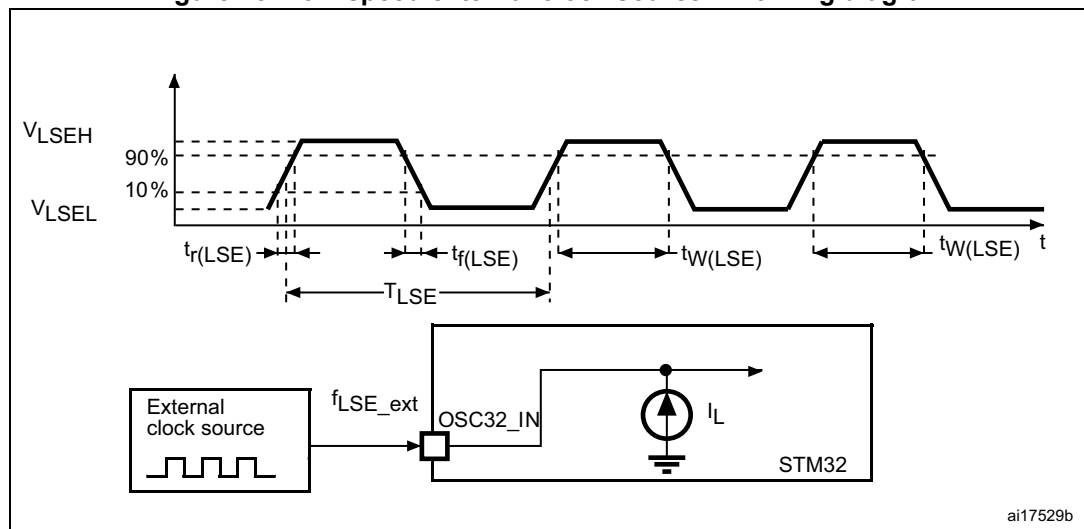 V_LSEH
90%
10%
V_LSEL
t_r(LSE)
t_f(LSE)
t_W(LSE)
t_W(LSE)
t
T_LSE
External
clock source
f_LSE_ext
OSC32_IN
I_L
STM32
ai17529b